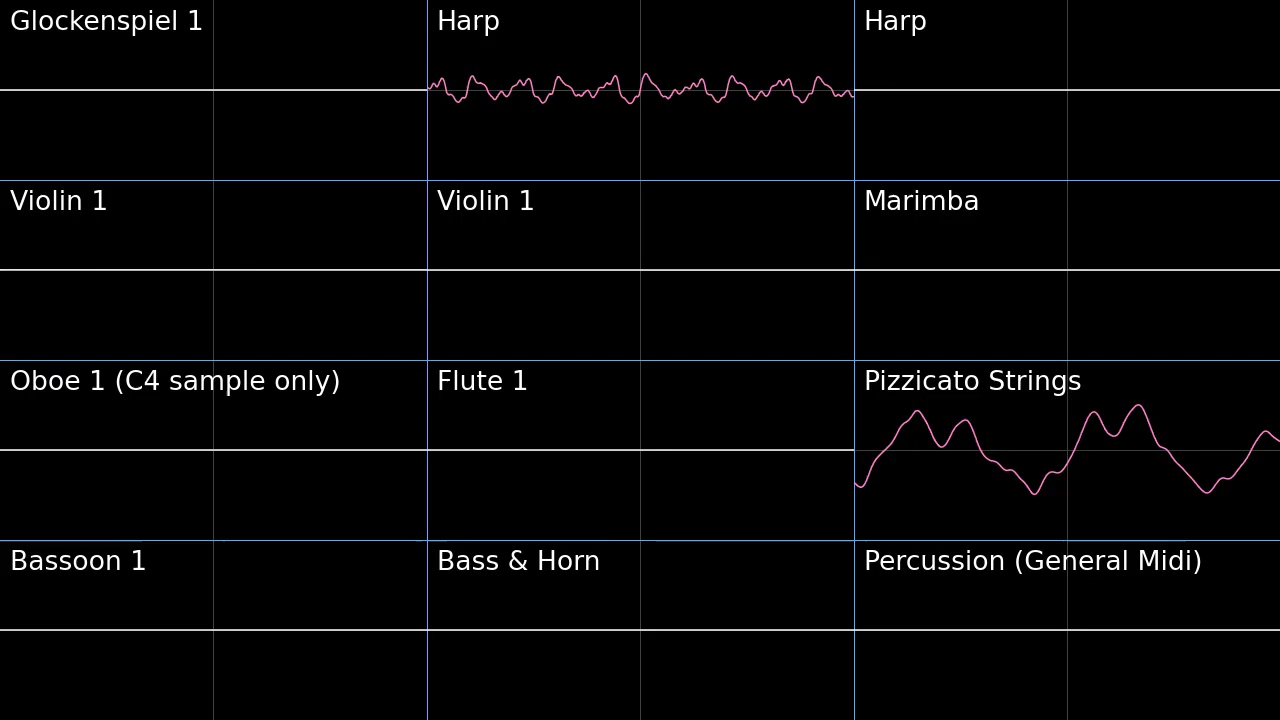 Glockenspiel 1
Harp
Harp
Violin 1
Violin 1
Marimba
Oboe 1 (C4 sample only)
Flute 1
Pizzicato Strings
Bassoon 1
Bass & Horn
Percussion (General Midi)